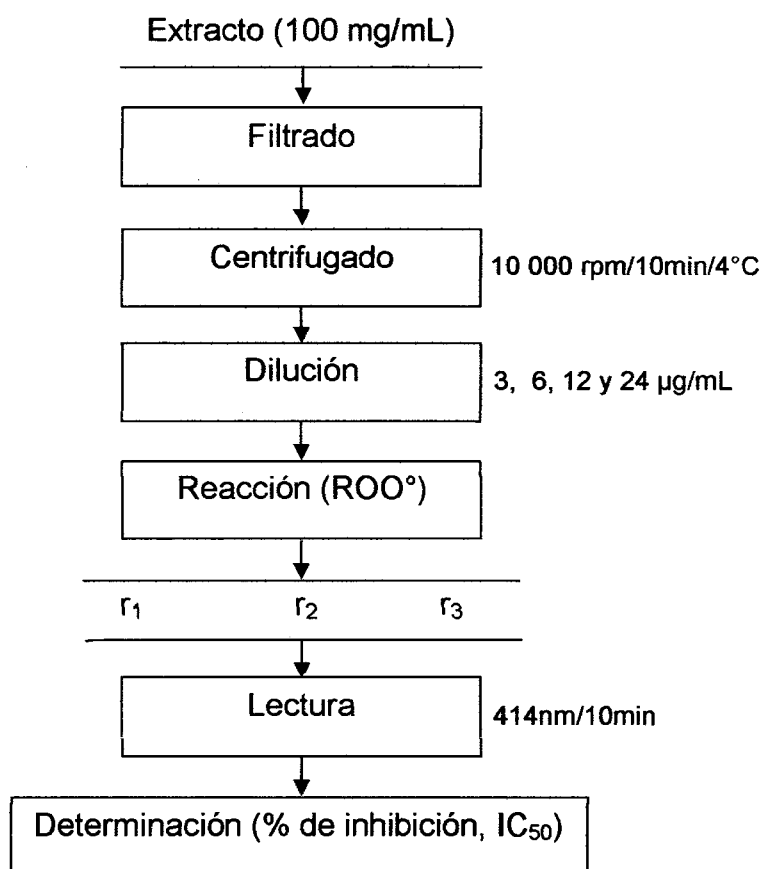 Extracto (100 mg/mL)
Filtrado
Centrifugado
10 000 rpm/10min/4°C
Dilución
3, 6, 12 y 24 µg/mL
Reacción (ROO°)
r₁ r₂ r₃
Lectura
414nm/10min
Determinación (% de inhibición, IC₅₀)